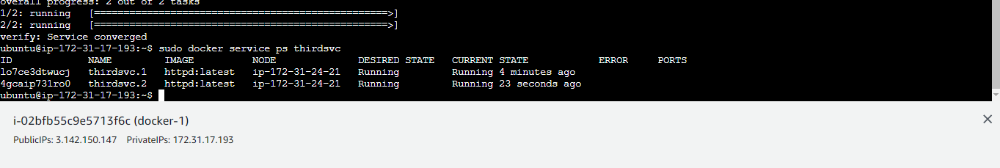 overall progress: 2 out of 2 tasks
1/2: running   [==================================================>]
2/2: running   [==================================================>]
verify: Service converged
ubuntu@ip-172-31-17-193:~$ sudo docker service ps thirdsvc
ID             NAME         IMAGE          NODE              DESIRED STATE   CURRENT STATE            ERROR     PORTS
lo7ce3dtwucj   thirdsvc.1   httpd:latest   ip-172-31-24-21   Running         Running 4 minutes ago
4gcaip731ro0   thirdsvc.2   httpd:latest   ip-172-31-24-21   Running         Running 23 seconds ago
ubuntu@ip-172-31-17-193:~$
i-02bfb55c9e5713f6c (docker-1)
PublicIPs: 3.142.150.147   PrivateIPs: 172.31.17.193